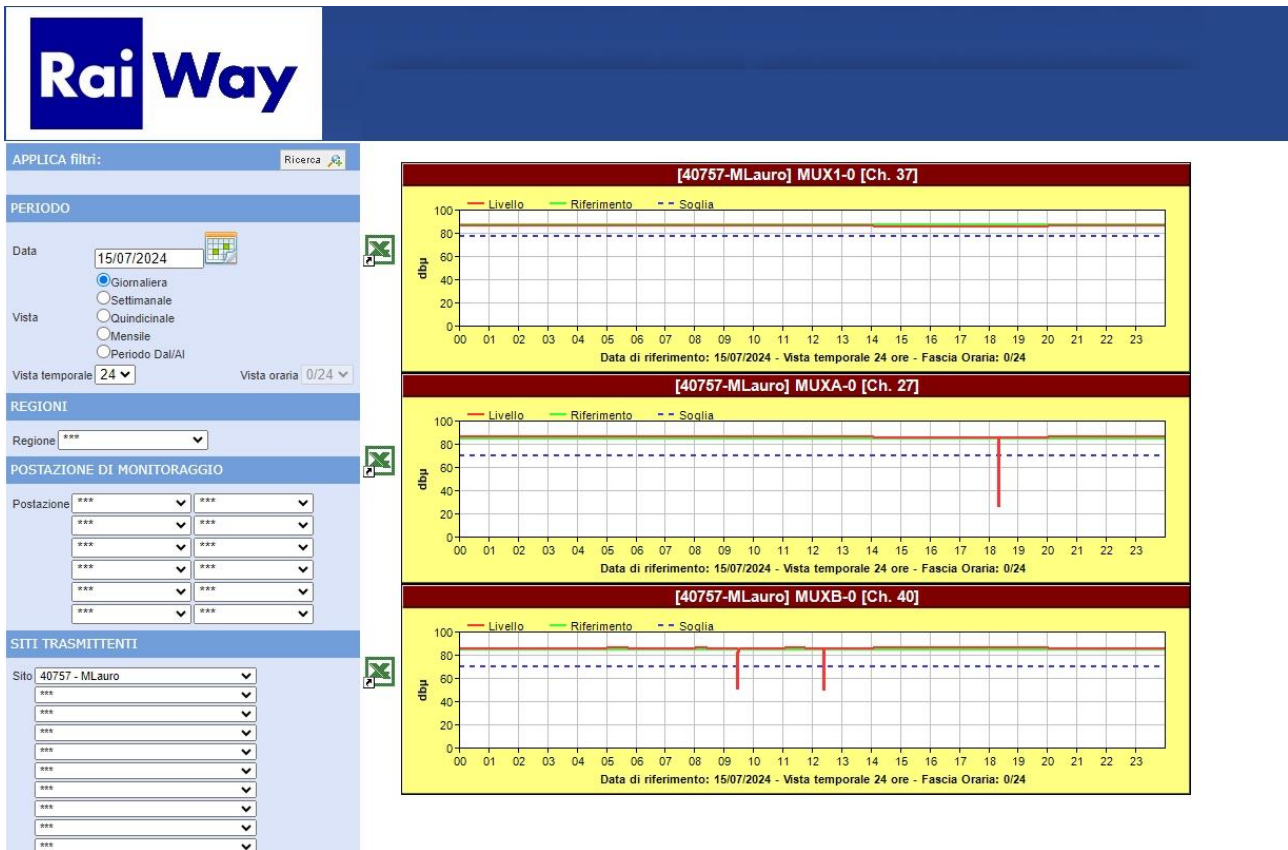 Rai Way
APPLICA filtri:
Ricerca
PERIODO
Data
15/07/2024
Giornaliera
Settimanale
Vista
Quindicinale
Mensile
Periodo Dal/Al
Vista temporale 24
Vista oraria 0/24
REGIONI
Regione ***
POSTAZIONE DI MONITORAGGIO
Postazione *** ***
*** ***
*** ***
*** ***
*** ***
*** ***
SITI TRASMITTENTI
Sito 40757 - MLauro
***
***
***
***
***
***
***
***
***
[40757-MLauro] MUX1-0 [Ch. 37]
Livello Riferimento Soglia
100
80
60
40
20
0
dbµ
00 01 02 03 04 05 06 07 08 09 10 11 12 13 14 15 16 17 18 19 20 21 22 23
Data di riferimento: 15/07/2024 - Vista temporale 24 ore - Fascia Oraria: 0/24
[40757-MLauro] MUXA-0 [Ch. 27]
Livello Riferimento Soglia
100
80
60
40
20
0
dbµ
00 01 02 03 04 05 06 07 08 09 10 11 12 13 14 15 16 17 18 19 20 21 22 23
Data di riferimento: 15/07/2024 - Vista temporale 24 ore - Fascia Oraria: 0/24
[40757-MLauro] MUXB-0 [Ch. 40]
Livello Riferimento Soglia
100
80
60
40
20
0
dbµ
00 01 02 03 04 05 06 07 08 09 10 11 12 13 14 15 16 17 18 19 20 21 22 23
Data di riferimento: 15/07/2024 - Vista temporale 24 ore - Fascia Oraria: 0/24